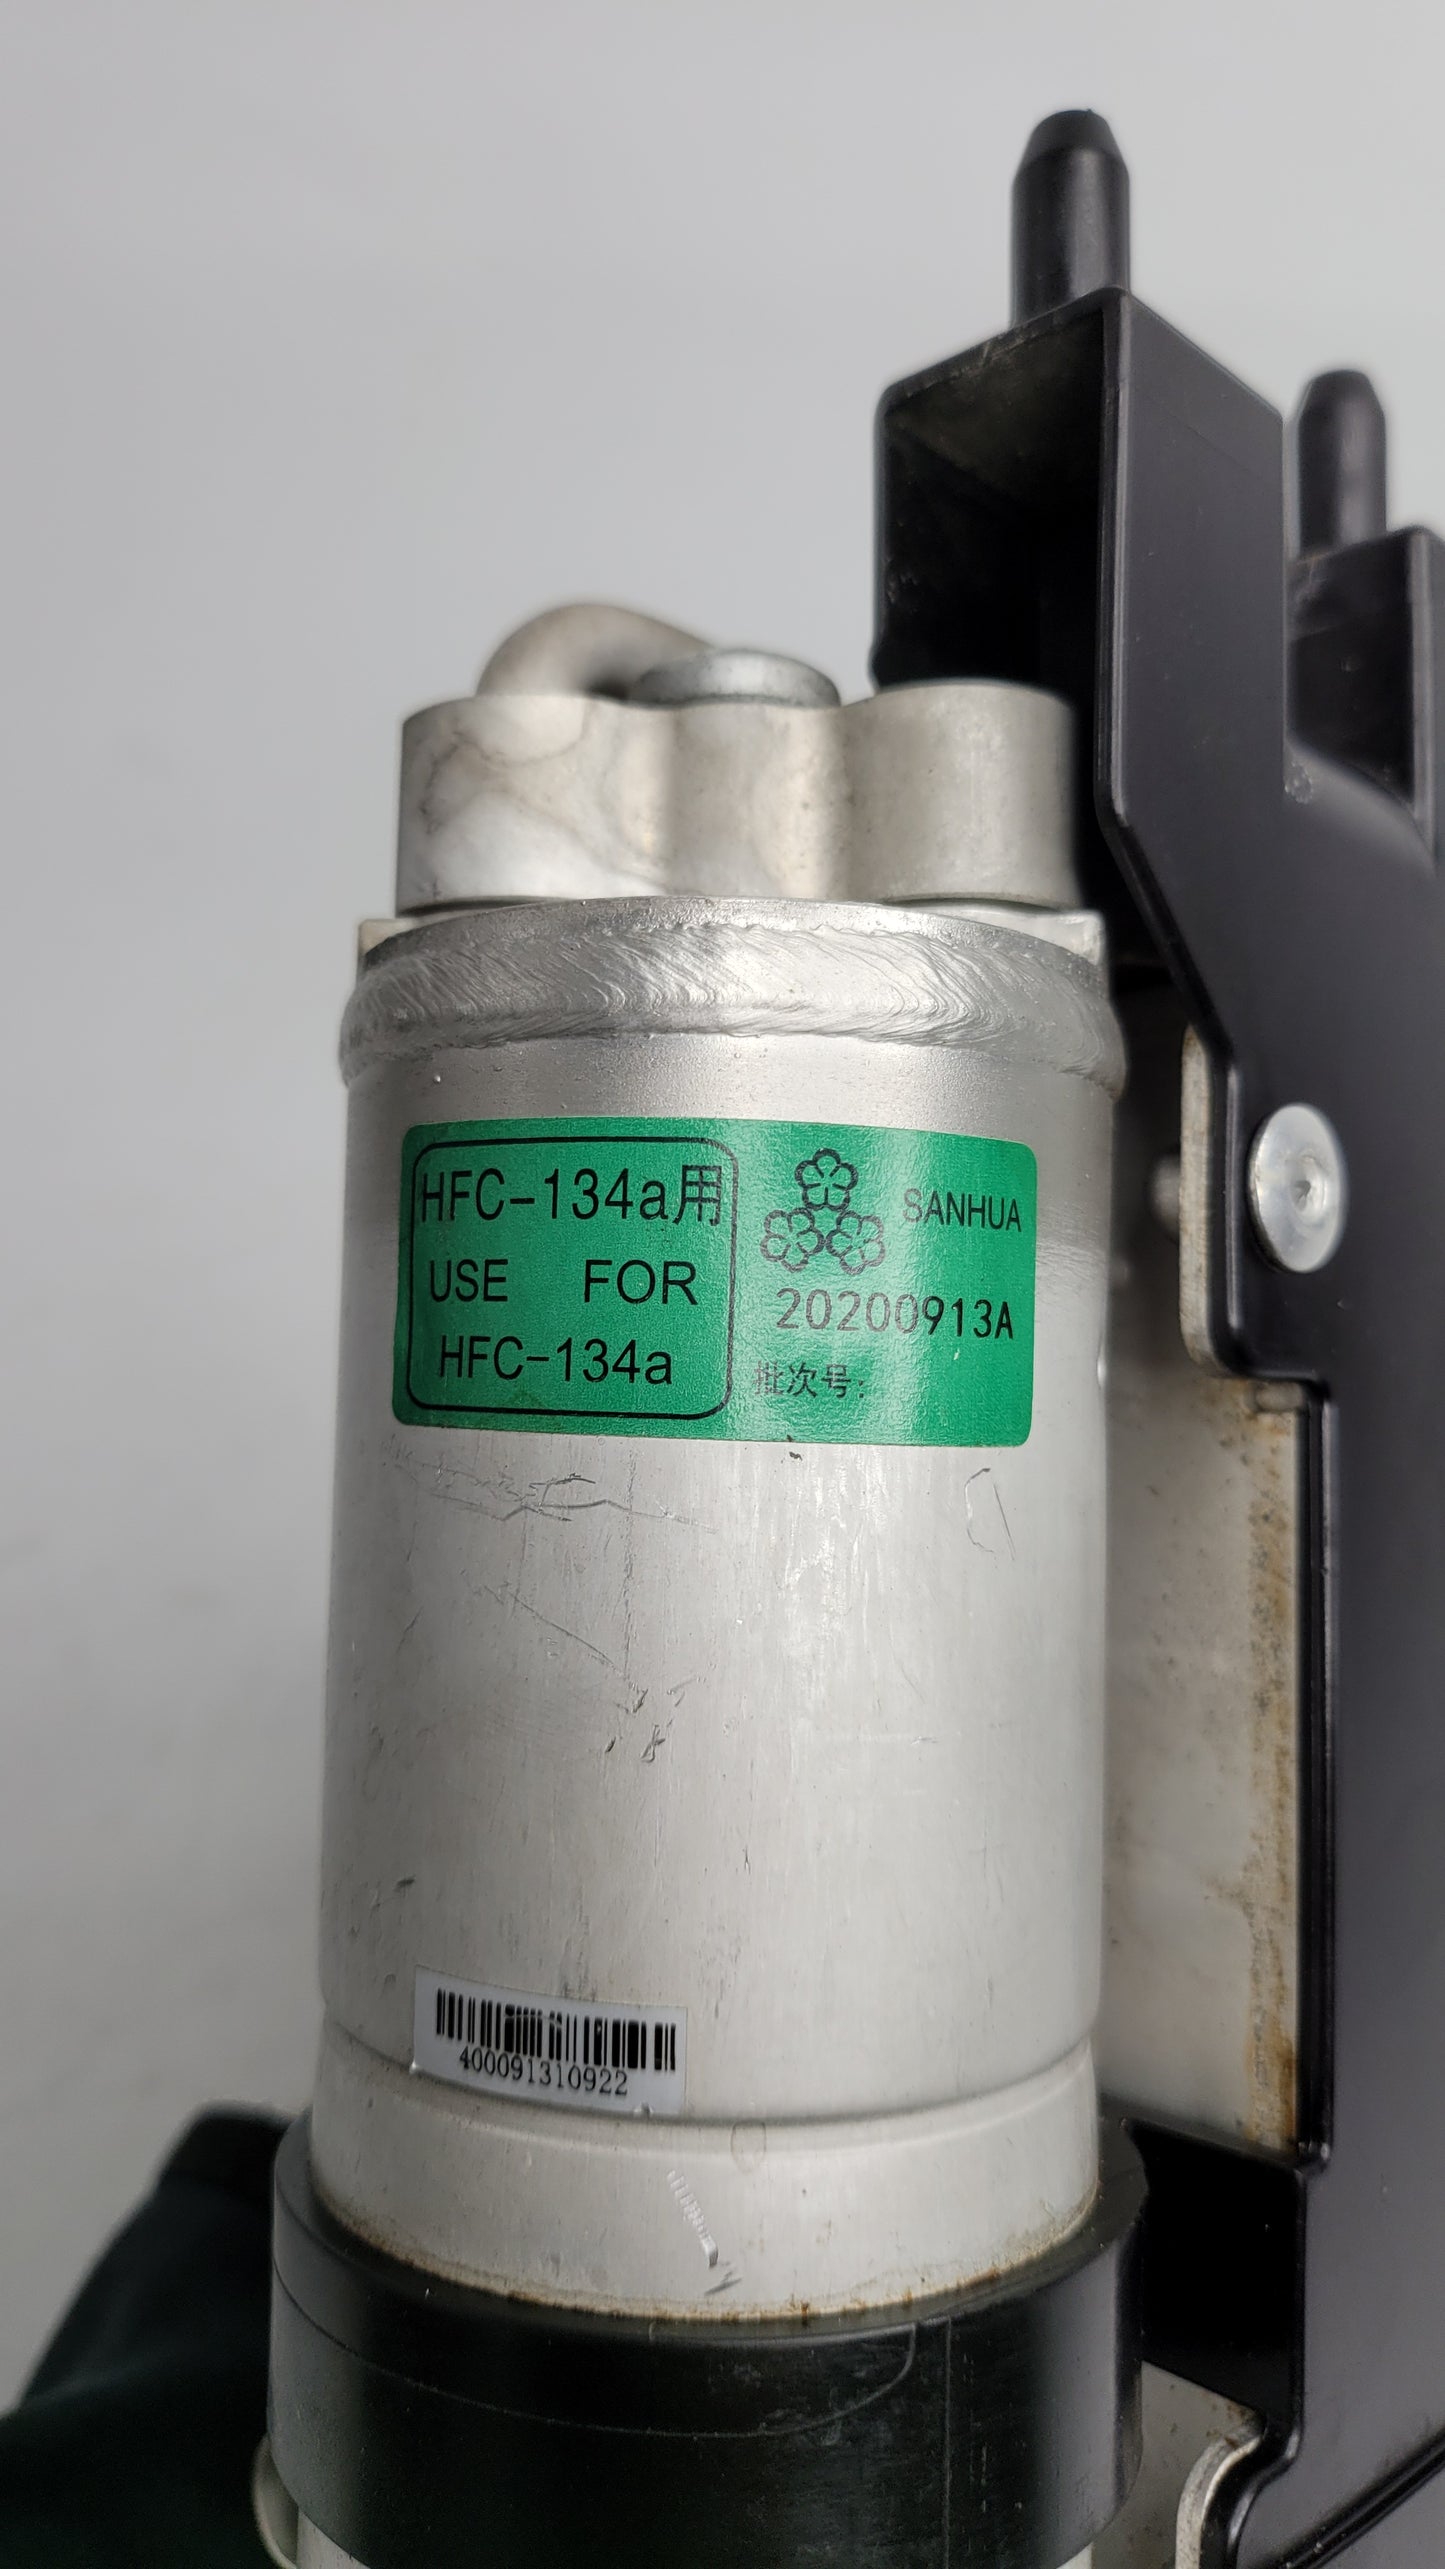 HFC-134a用
USE FOR
HFC-134a
SANHUA
20200913A
批次号:
400091310922